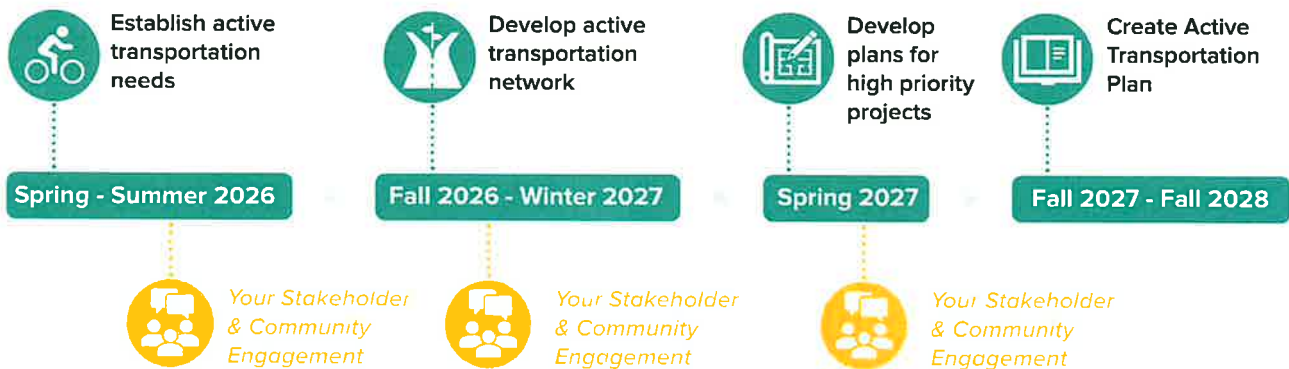 Establish active
transportation
needs
Develop active
transportation
network
Develop
plans for
high priority
projects
Create Active
Transportation
Plan
Spring - Summer 2026
Fall 2026 - Winter 2027
Spring 2027
Fall 2027 - Fall 2028
Your Stakeholder
& Community
Engagement
Your Stakeholder
& Community
Engagement
Your Stakeholder
& Community
Engagement